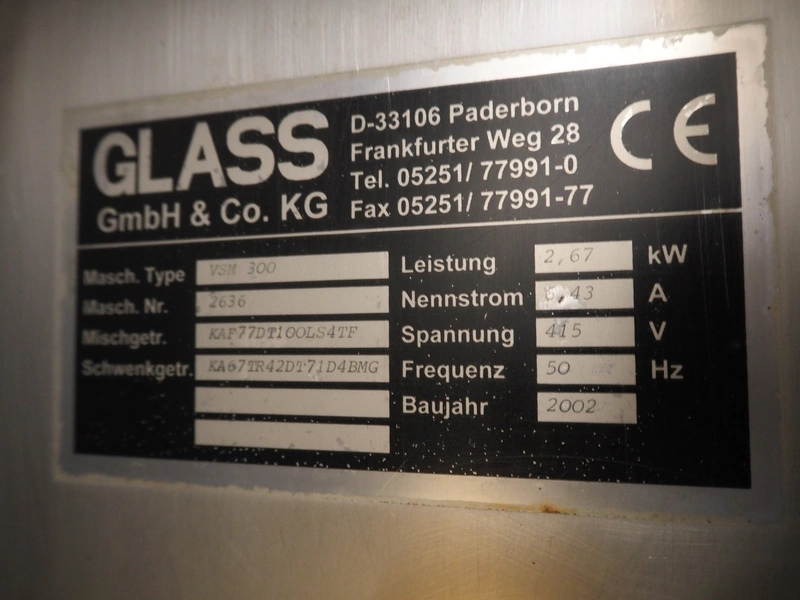 GLASS
GmbH & Co. KG
D-33106 Paderborn
Frankfurter Weg 28
Tel. 05251/ 77991-0
Fax 05251/ 77991-77
CE
Masch. Type VSM 300
Masch. Nr. 2636
Mischgetr. KAF77DT100LS4TF
Schwenkgetr. KA67TR42DT71D4BMG
Leistung 2,67 kW
Nennstrom A
Spannung 415 V
Frequenz 50 Hz
Baujahr 2002